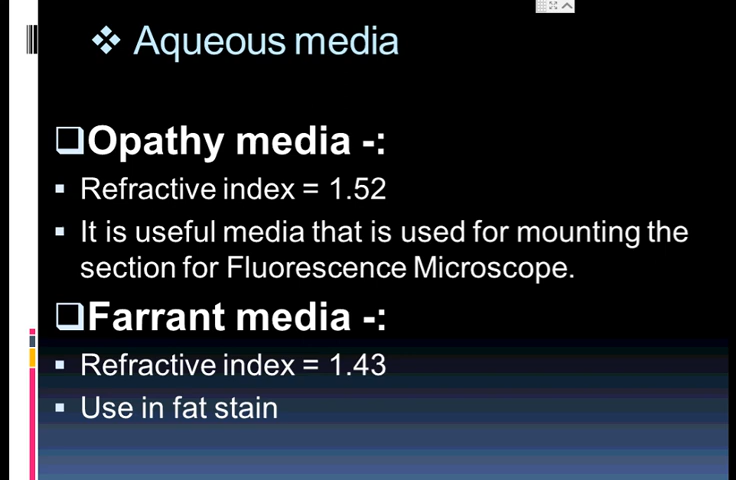 ❖ Aqueous media
❑Opathy media -:
▪ Refractive index = 1.52
▪ It is useful media that is used for mounting the
section for Fluorescence Microscope.
❑Farrant media -:
▪ Refractive index = 1.43
▪ Use in fat stain